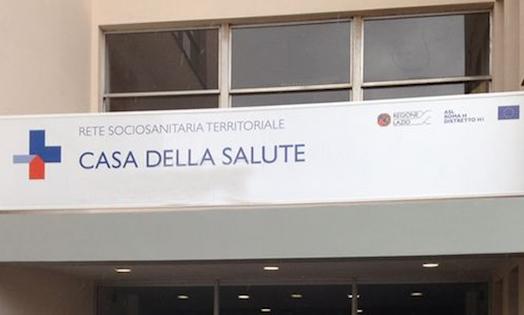 RETE SOCIOSANITARIA TERRITORIALE
CASA DELLA SALUTE
REGIONE
LAZIO
ASL
ROMA H
DISTRETTO H1